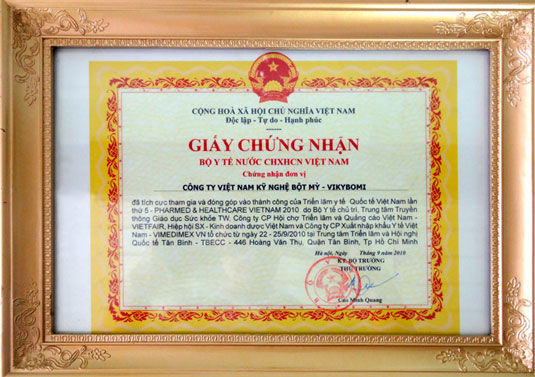 CỘNG HOÀ XÃ HỘI CHỦ NGHĨA VIỆT NAM
Độc lập - Tự do - Hạnh phúc
GIẤY CHỨNG NHẬN
BỘ Y TẾ NƯỚC CHXHCN VIỆT NAM
Chứng nhận đơn vị
CÔNG TY VIỆT NAM KỸ NGHỆ BỘT MỲ - VIKYBOMI
đã tích cực tham gia và đóng góp vào thành công của Triển lãm y tế Quốc tế Việt Nam lần
thứ 5 - PHARMED & HEALTHCARE VIETNAM 2010 do Bộ Y tế chủ trì, Trung tâm Truyền
thông Giáo dục Sức khỏe TW, Công ty CP Hội chợ Triển lãm và Quảng cáo Việt Nam -
VIETFAIR, Hiệp hội SX - Kinh doanh dược Việt Nam và Công ty CP Xuất nhập khẩu Y tế Việt
Nam - VIMEDIMEX VN tổ chức từ ngày 22 - 25/9/2010 tại Trung tâm Triển lãm và Hội nghị
Quốc tế Tân Bình - TBECC - 446 Hoàng Văn Thụ, Quận Tân Bình, Tp Hồ Chí Minh
Hà Nội, Ngày Tháng 9 năm 2010
KT. BỘ TRƯỞNG
THỨ TRƯỞNG
Cao Minh Quang